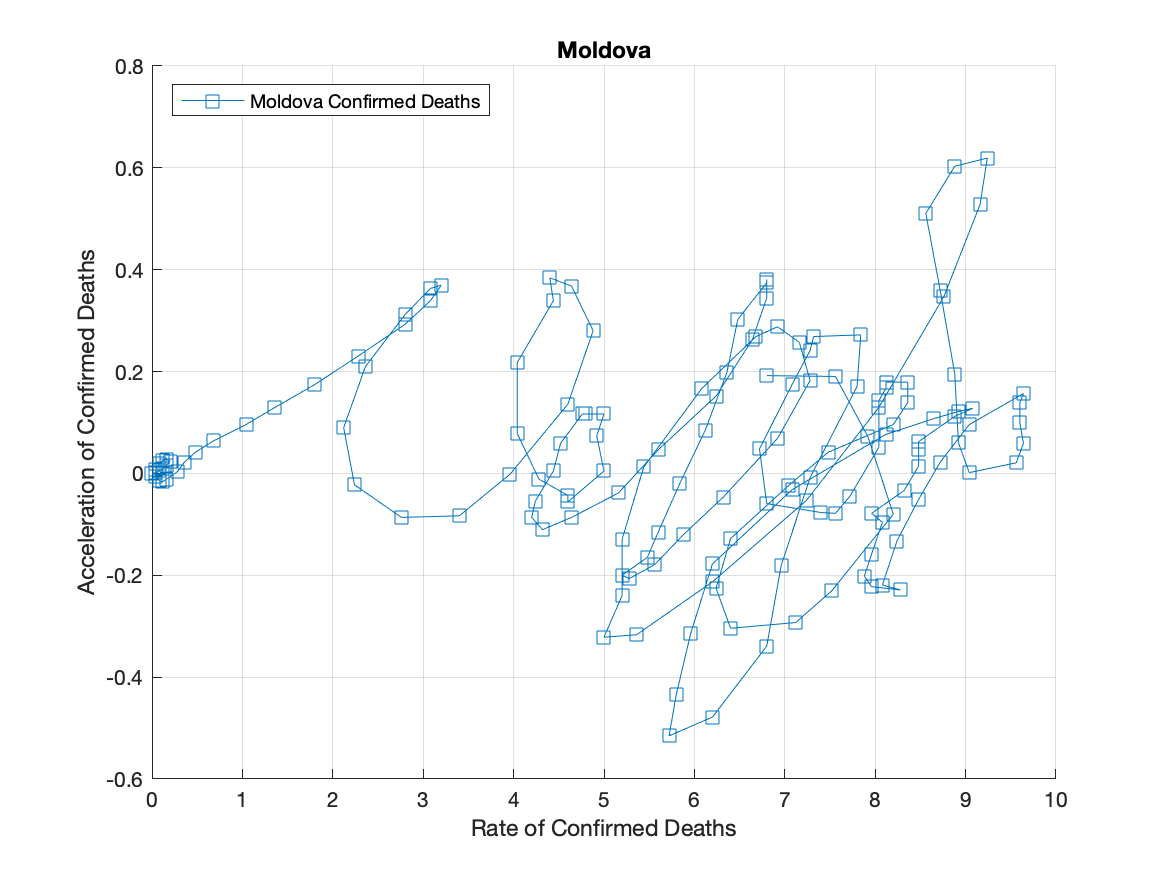 Moldova
Moldova Confirmed Deaths
0.8
0.6
0.4
0.2
0
-0.2
-0.4
-0.6
Acceleration of Confirmed Deaths
0 1 2 3 4 5 6 7 8 9 10
Rate of Confirmed Deaths